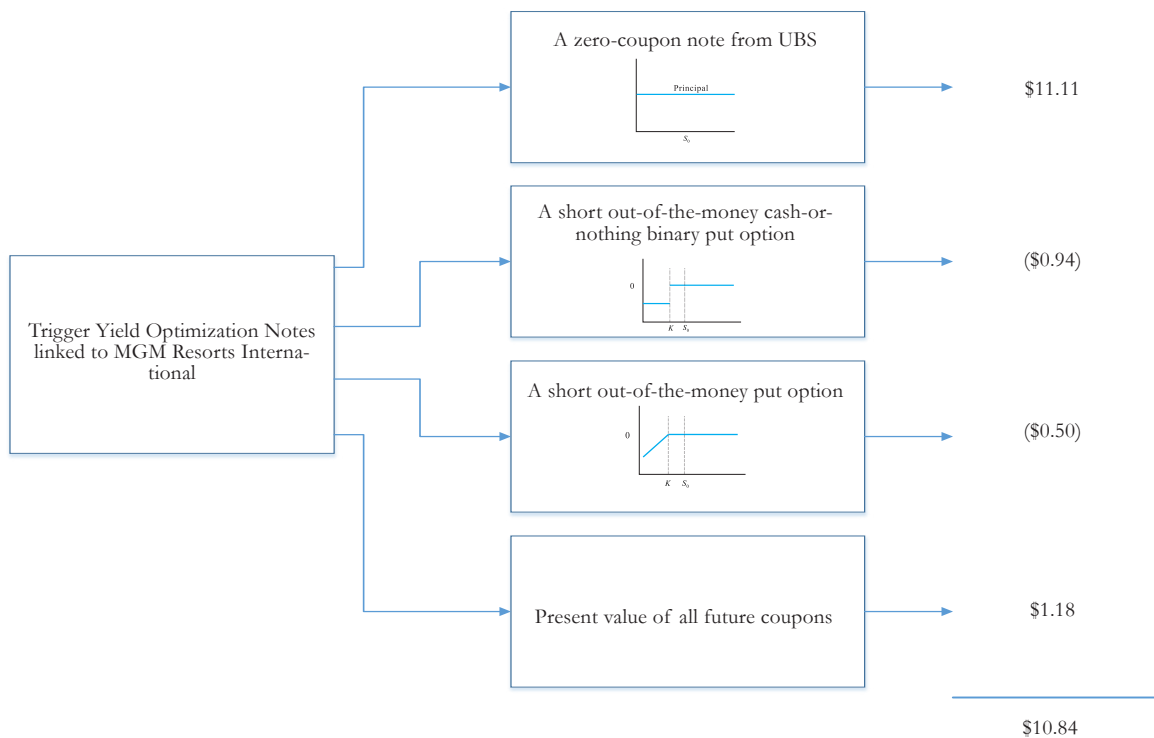 A zero-coupon note from UBS
Principal
S₀
$11.11
A short out-of-the-money cash-or-
nothing binary put option
0
K S₀
($0.94)
Trigger Yield Optimization Notes
linked to MGM Resorts Interna-
tional
A short out-of-the-money put option
0
K S₀
($0.50)
Present value of all future coupons
$1.18
$10.84